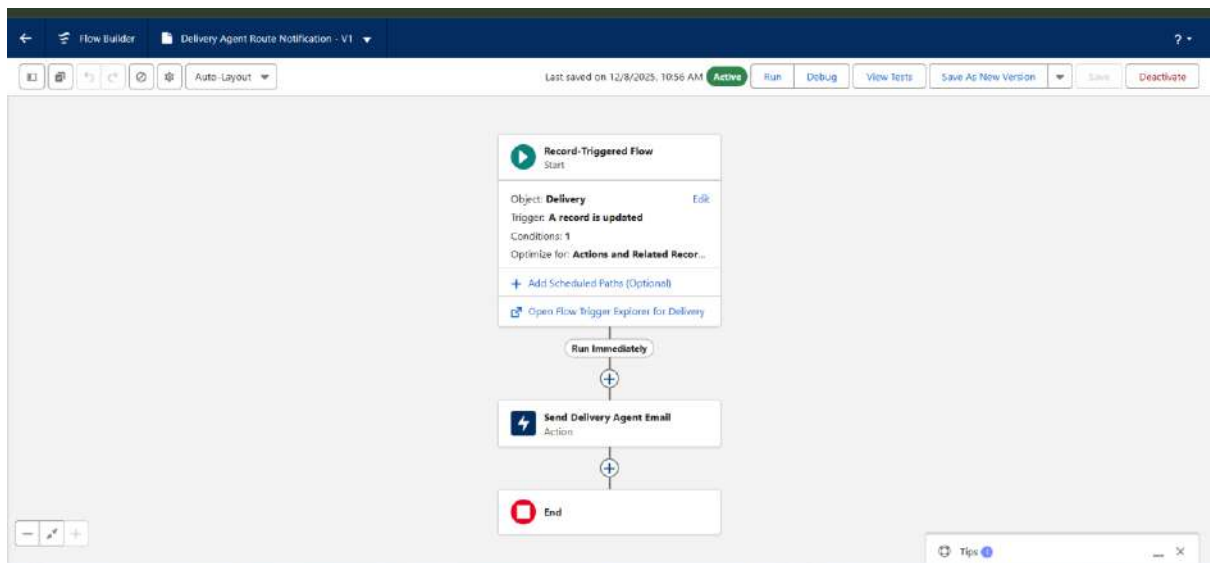 Flow Builder
Delivery Agent Route Notification - V1
? 
Auto-Layout
Last saved on 12/8/2025, 10:56 AM
Active
Run
Debug
View Tests
Save As New Version
Save
Deactivate
Record-Triggered Flow
Start
Object: Delivery
Edit
Trigger: A record is updated
Conditions: 1
Optimize for: Actions and Related Recor...
+ Add Scheduled Paths (Optional)
Open Flow Trigger Explorer for Delivery
Run Immediately
Send Delivery Agent Email
Action
End
Tips